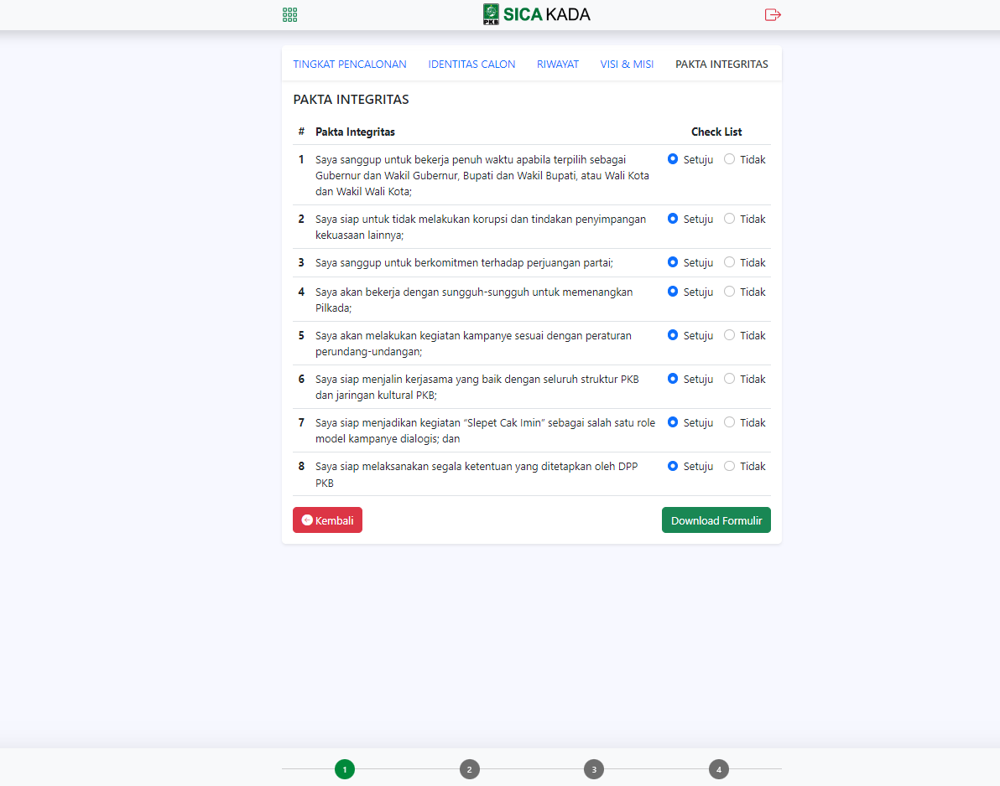 PKB SICA KADA
TINGKAT PENCALONAN IDENTITAS CALON RIWAYAT VISI & MISI PAKTA INTEGRITAS
PAKTA INTEGRITAS
# Pakta Integritas Check List
1 Saya sanggup untuk bekerja penuh waktu apabila terpilih sebagai Setuju Tidak
Gubernur dan Wakil Gubernur, Bupati dan Wakil Bupati, atau Wali Kota
dan Wakil Wali Kota;
2 Saya siap untuk tidak melakukan korupsi dan tindakan penyimpangan Setuju Tidak
kekuasaan lainnya;
3 Saya sanggup untuk berkomitmen terhadap perjuangan partai; Setuju Tidak
4 Saya akan bekerja dengan sungguh-sungguh untuk memenangkan Setuju Tidak
Pilkada;
5 Saya akan melakukan kegiatan kampanye sesuai dengan peraturan Setuju Tidak
perundang-undangan;
6 Saya siap menjalin kerjasama yang baik dengan seluruh struktur PKB Setuju Tidak
dan jaringan kultural PKB;
7 Saya siap menjadikan kegiatan “Slepet Cak Imin” sebagai salah satu role Setuju Tidak
model kampanye dialogis; dan
8 Saya siap melaksanakan segala ketentuan yang ditetapkan oleh DPP Setuju Tidak
PKB
Kembali Download Formulir
1 2 3 4